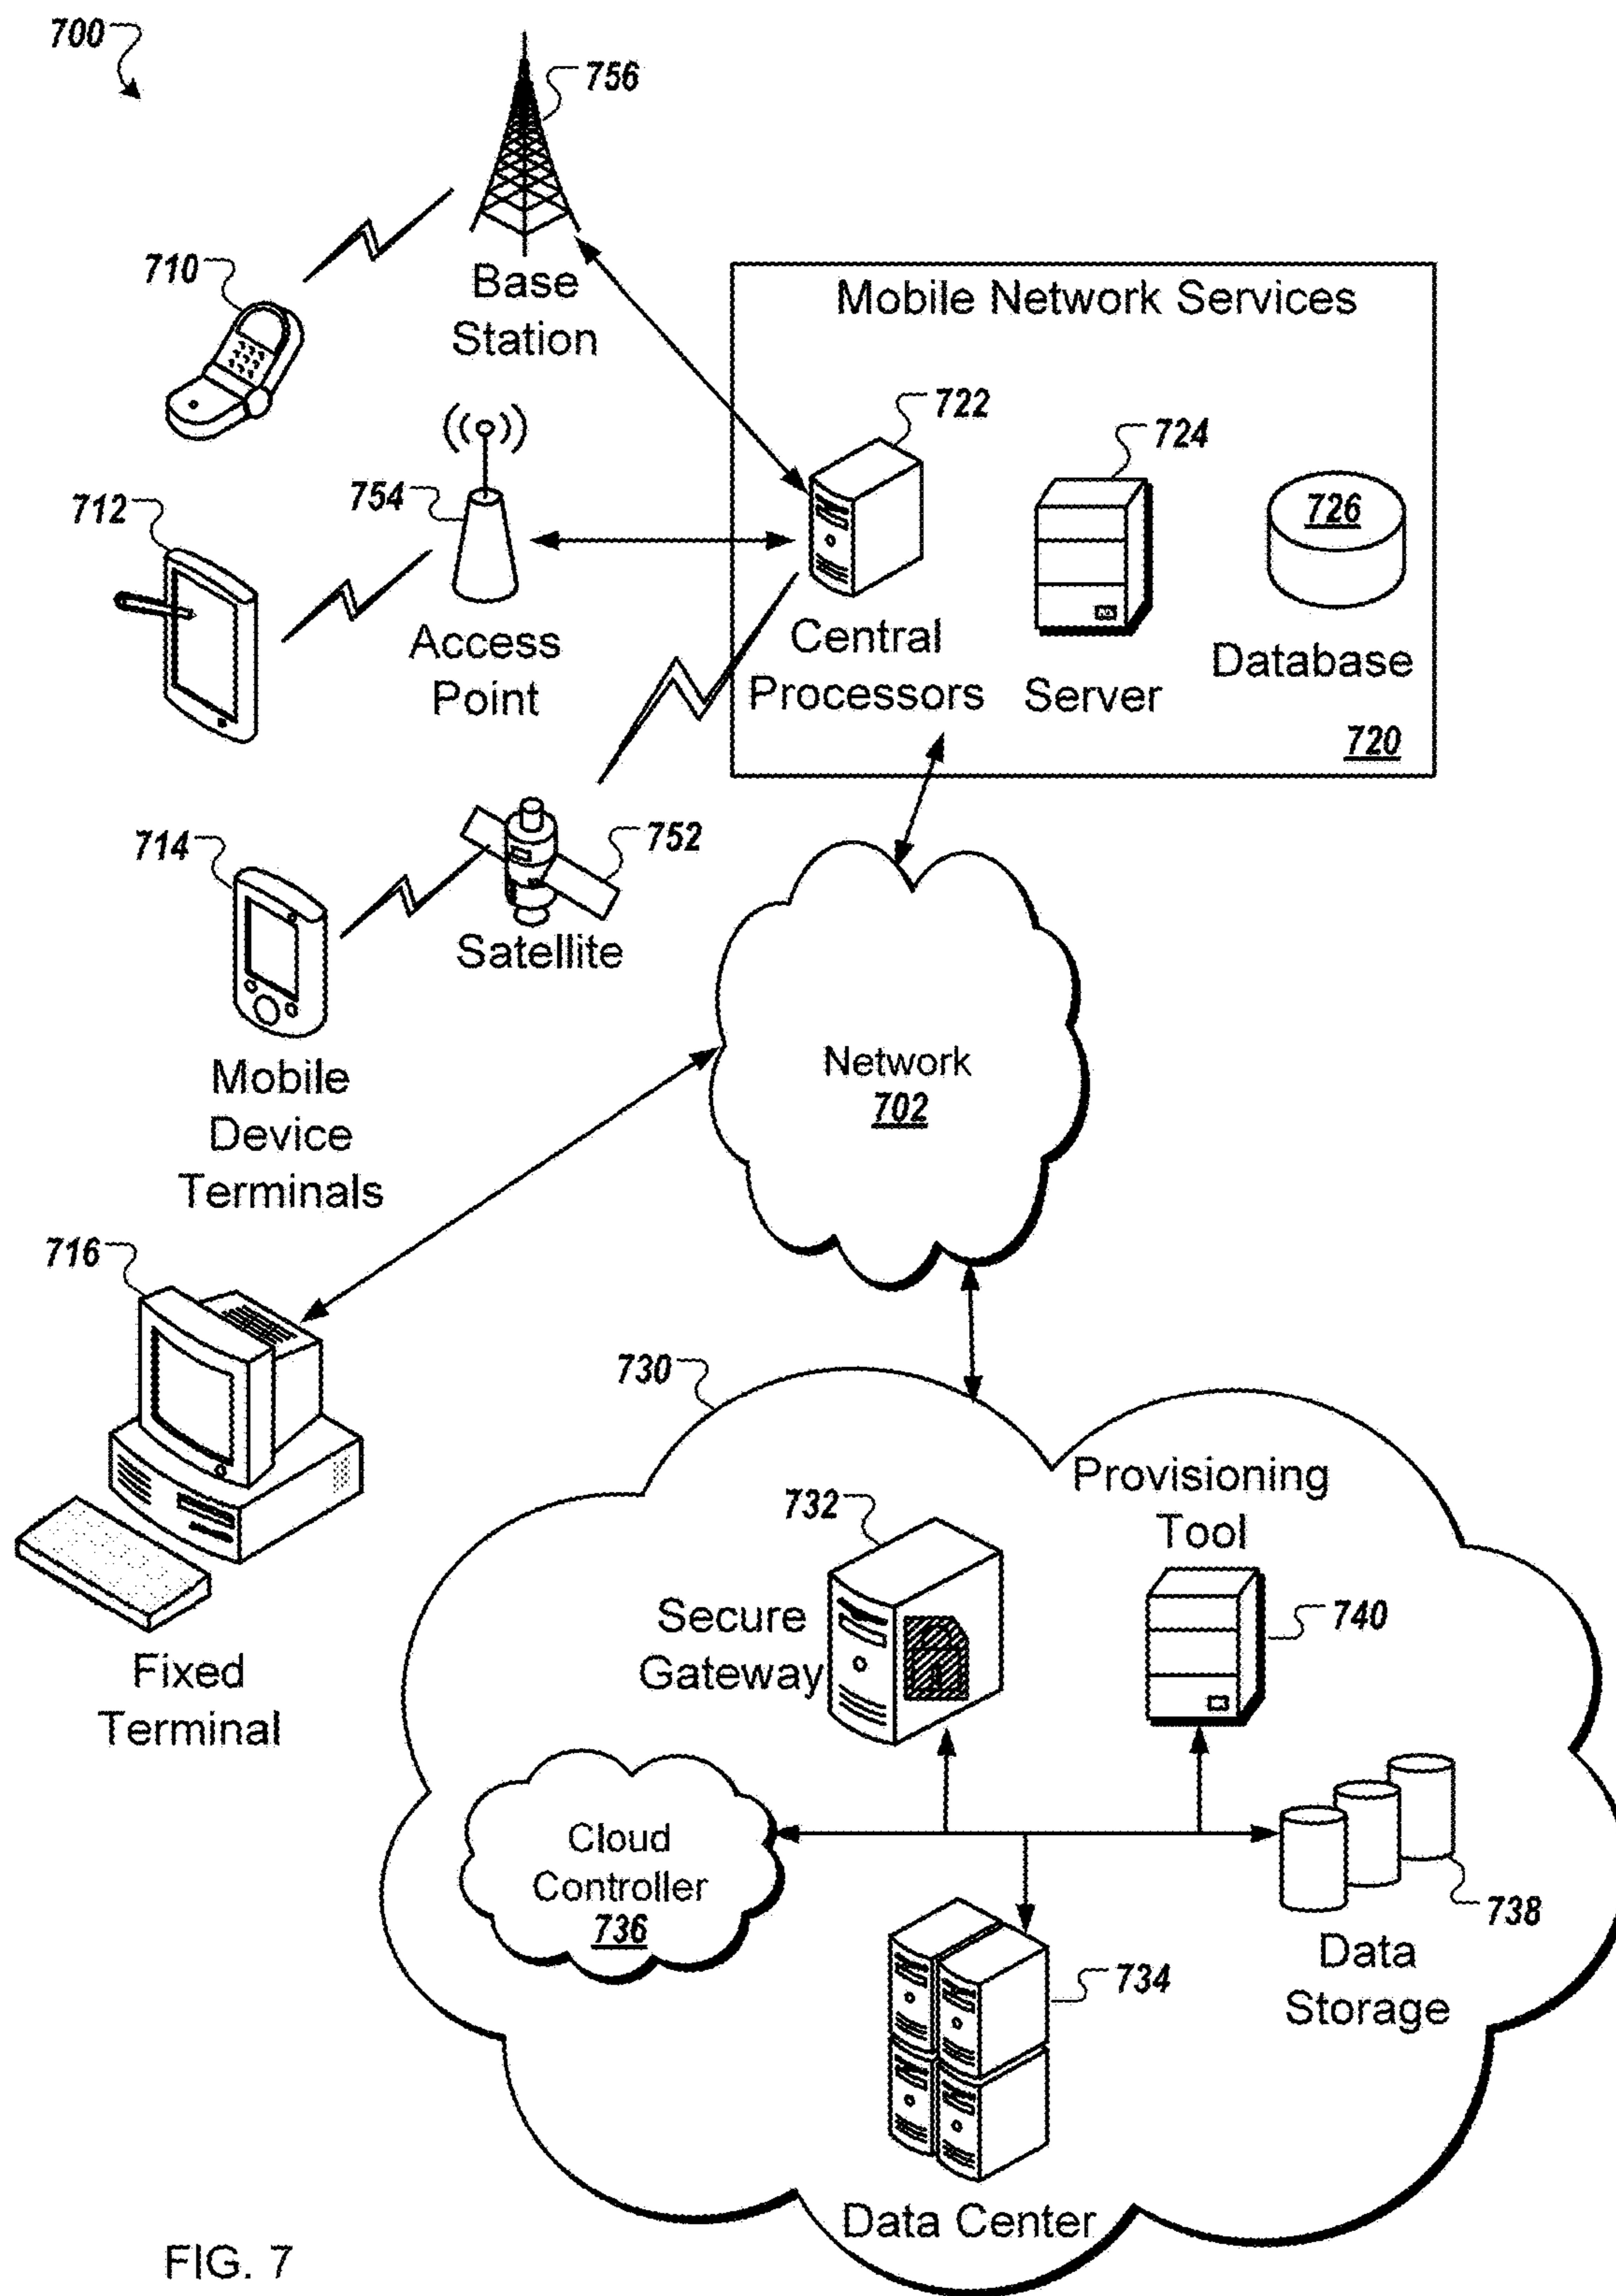 700
756
710
Base
Station
Mobile Network Services
722
724
726
754
712
Access
Point
Central
Processors
Server
Database
720
714
752
Satellite
Mobile
Device
Terminals
Network
702
716
Fixed
Terminal
730
Provisioning
Tool
732
Secure
Gateway
740
Cloud
Controller
736
738
Data
Storage
734
Data Center
FIG. 7